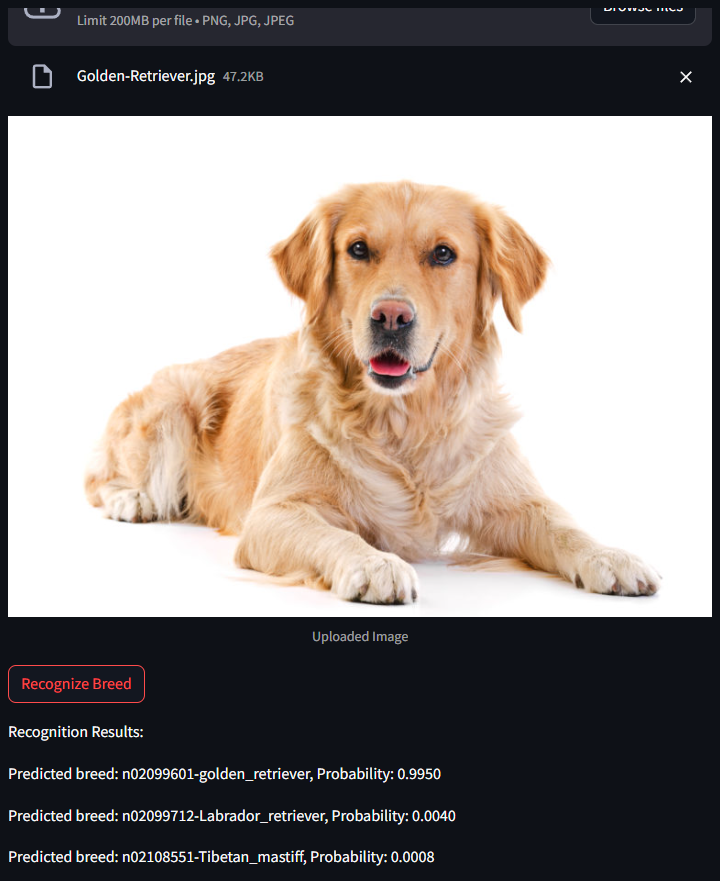 Limit 200MB per file • PNG, JPG, JPEG
Browse files
Golden-Retriever.jpg 47.2KB
Uploaded Image
Recognize Breed
Recognition Results:
Predicted breed: n02099601-golden_retriever, Probability: 0.9950
Predicted breed: n02099712-Labrador_retriever, Probability: 0.0040
Predicted breed: n02108551-Tibetan_mastiff, Probability: 0.0008